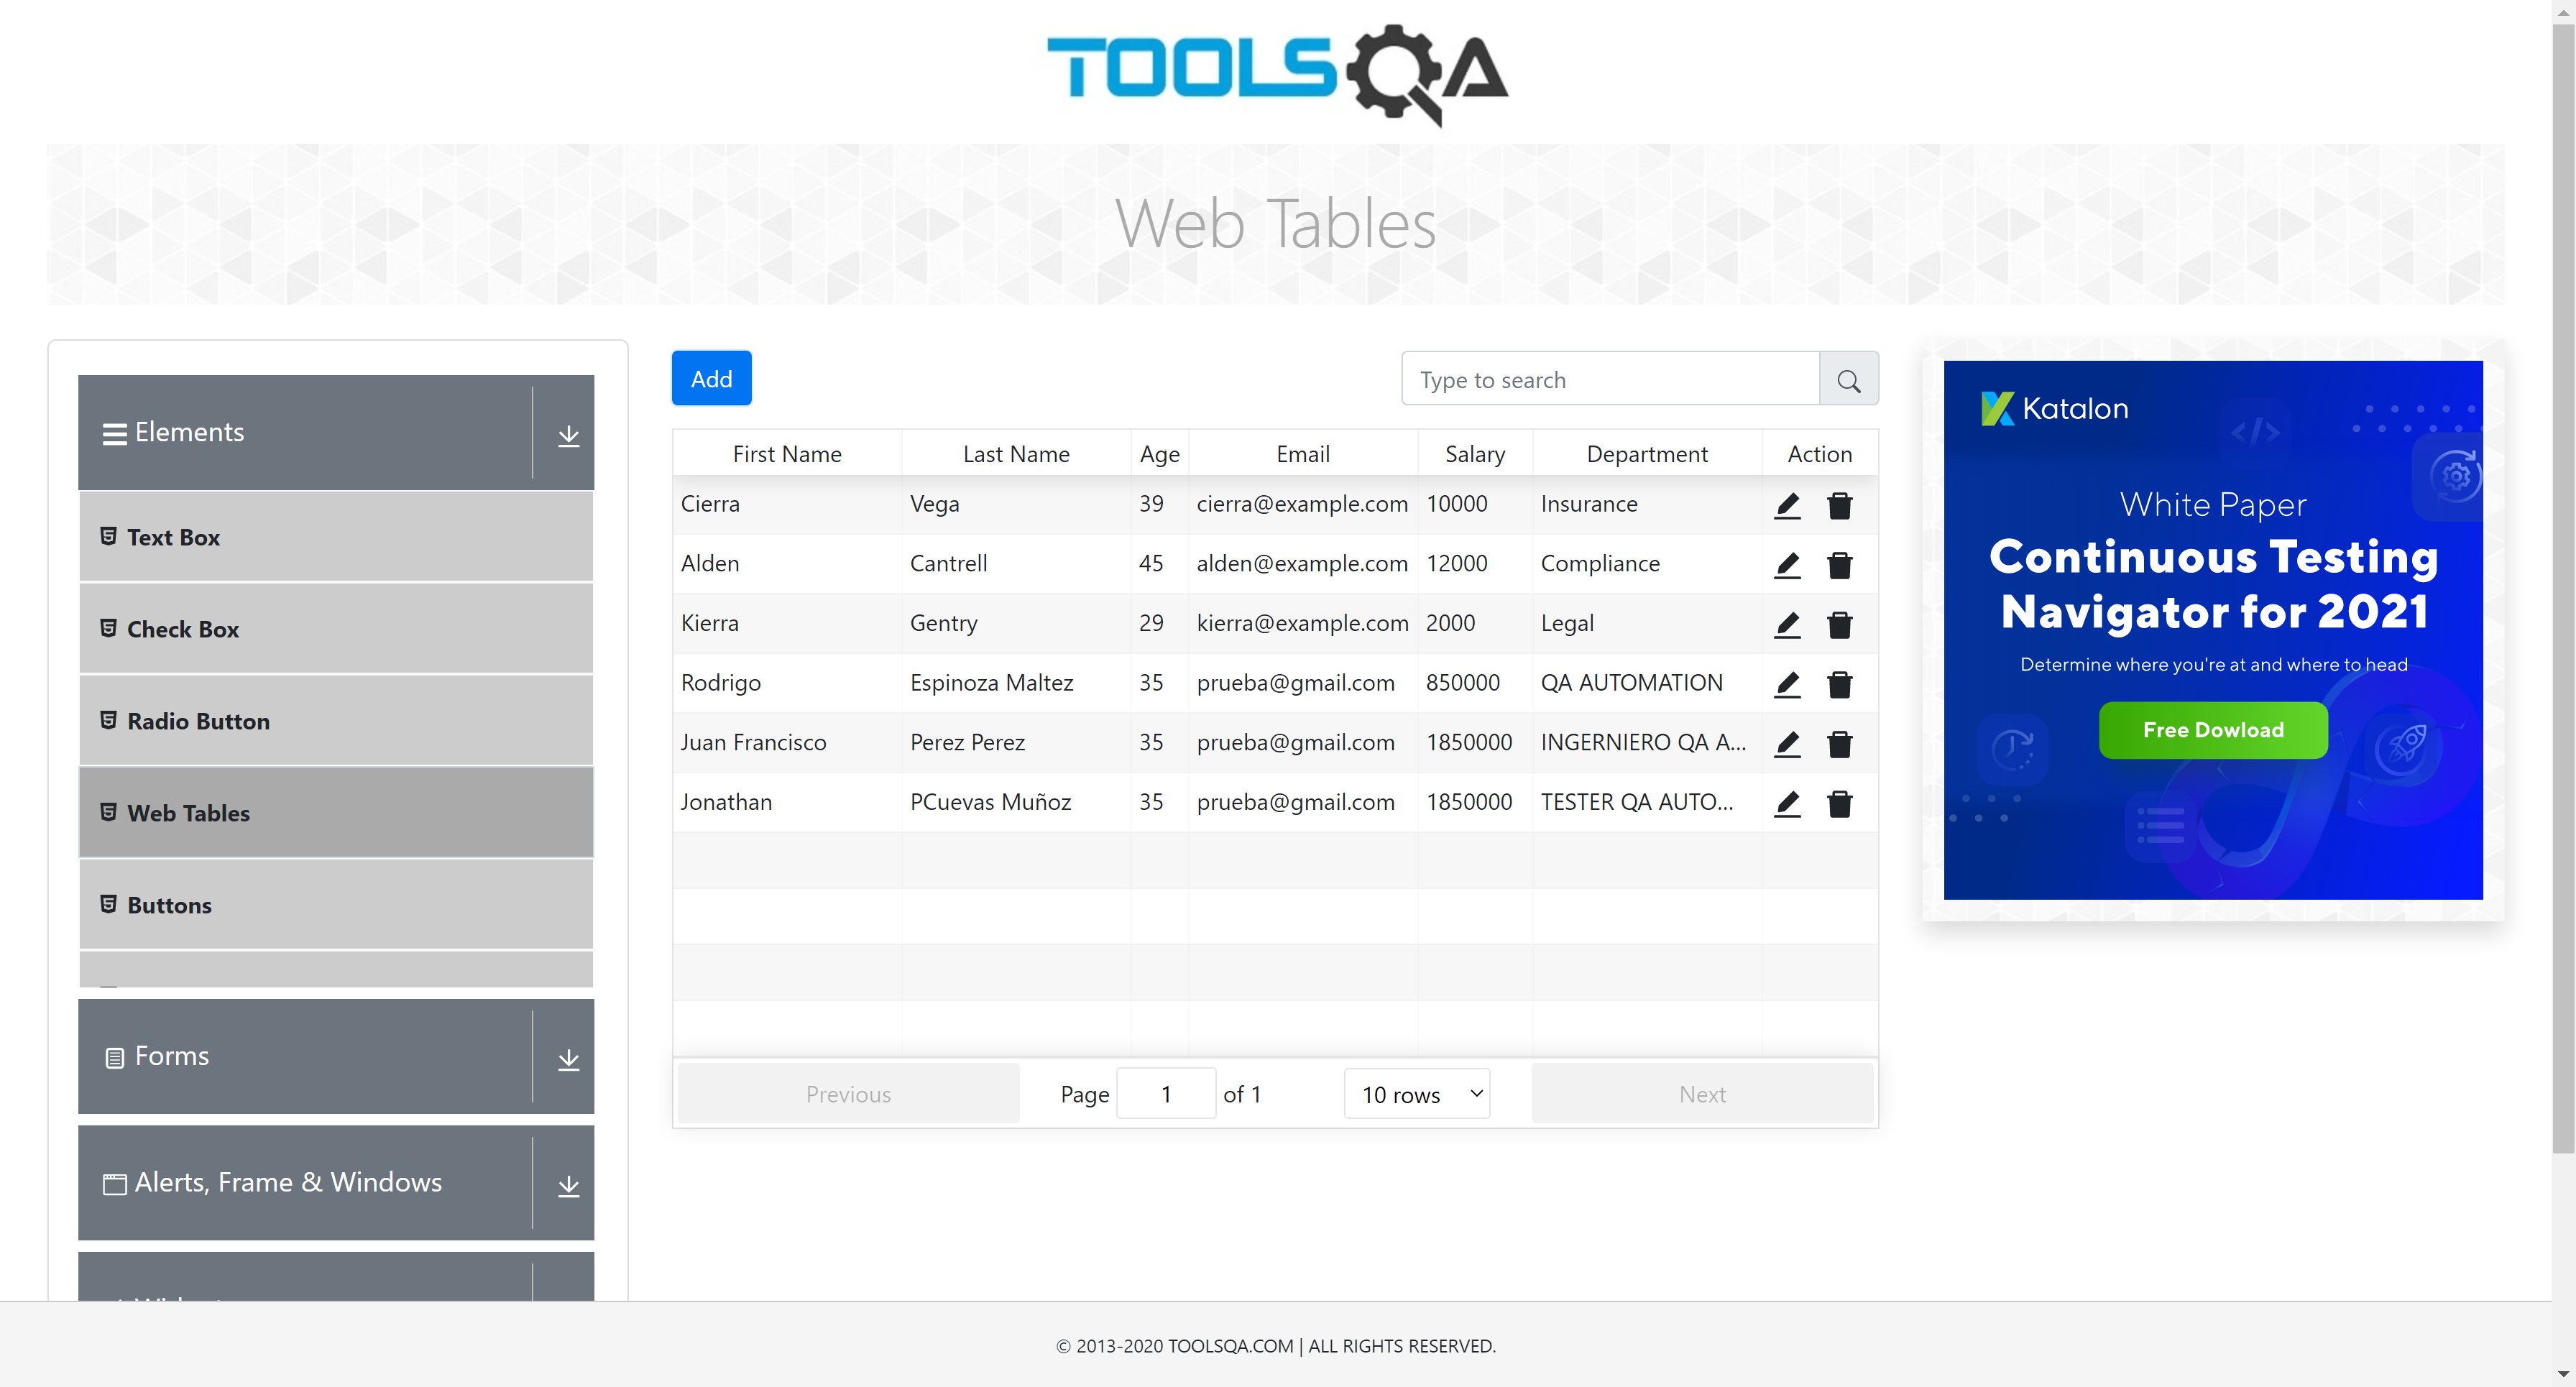 TOOLSQA
Web Tables
Elements
Text Box
Check Box
Radio Button
Web Tables
Buttons
Forms
Alerts, Frame & Windows
Add
Type to search
First Name Last Name Age Email Salary Department Action
Cierra Vega 39 cierra@example.com 10000 Insurance
Alden Cantrell 45 alden@example.com 12000 Compliance
Kierra Gentry 29 kierra@example.com 2000 Legal
Rodrigo Espinoza Maltez 35 prueba@gmail.com 850000 QA AUTOMATION
Juan Francisco Perez Perez 35 prueba@gmail.com 1850000 INGERNIERO QA A...
Jonathan PCuevas Muñoz 35 prueba@gmail.com 1850000 TESTER QA AUTO...
Previous Page 1 of 1 10 rows Next
Katalon
White Paper
Continuous Testing
Navigator for 2021
Determine where you're at and where to head
Free Dowload
© 2013-2020 TOOLSQA.COM | ALL RIGHTS RESERVED.